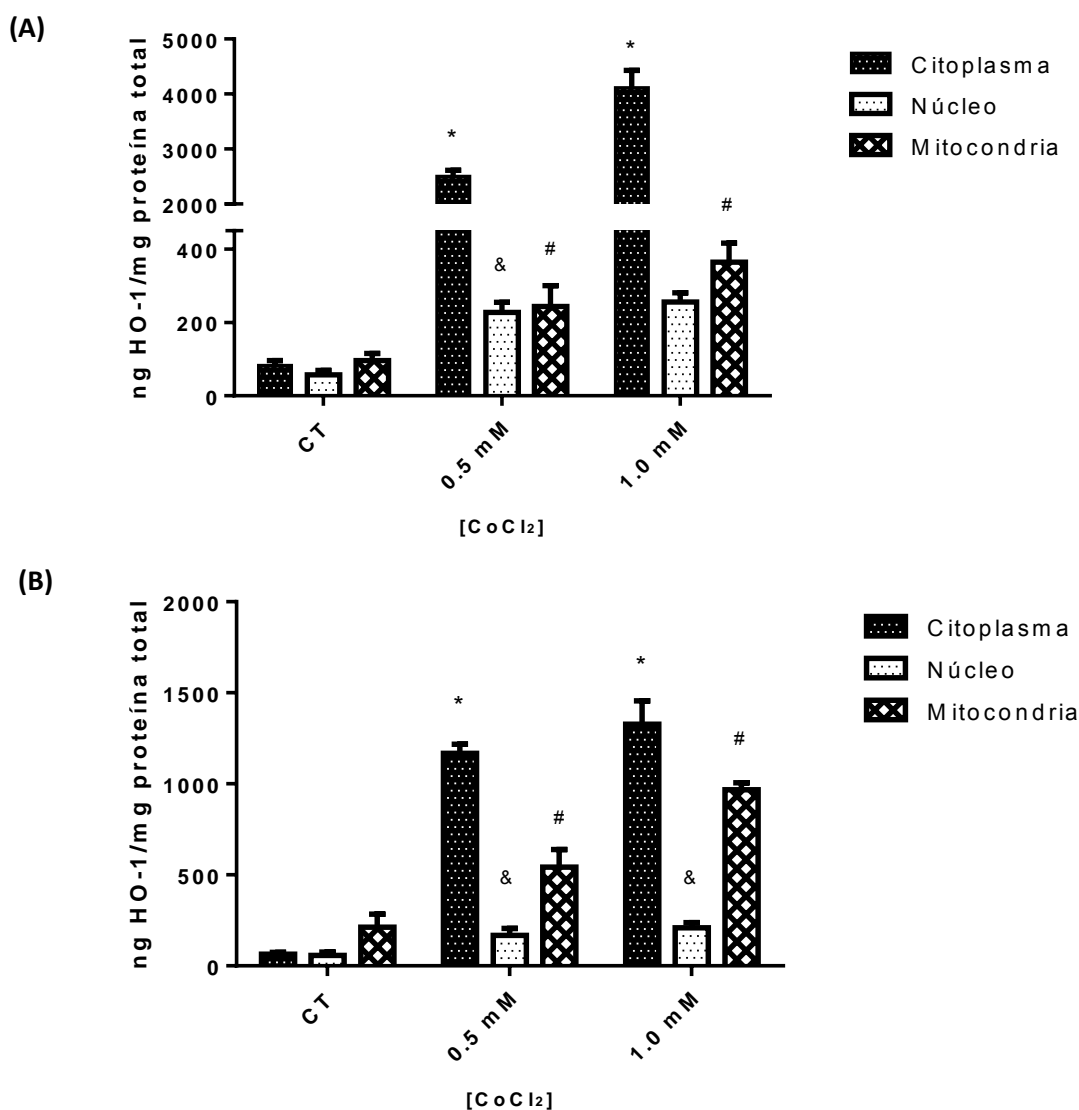 (A)
ng HO-1/mg proteína total
5000
4000
3000
2000
400
200
0
*
&
#
*
#
CT
0.5 mM
1.0 mM
[CoCl₂]
Citoplasma
Núcleo
Mitocondria
(B)
ng HO-1/mg proteína total
2000
1500
1000
500
0
*
&
#
*
&
#
CT
0.5 mM
1.0 mM
[CoCl₂]
Citoplasma
Núcleo
Mitocondria